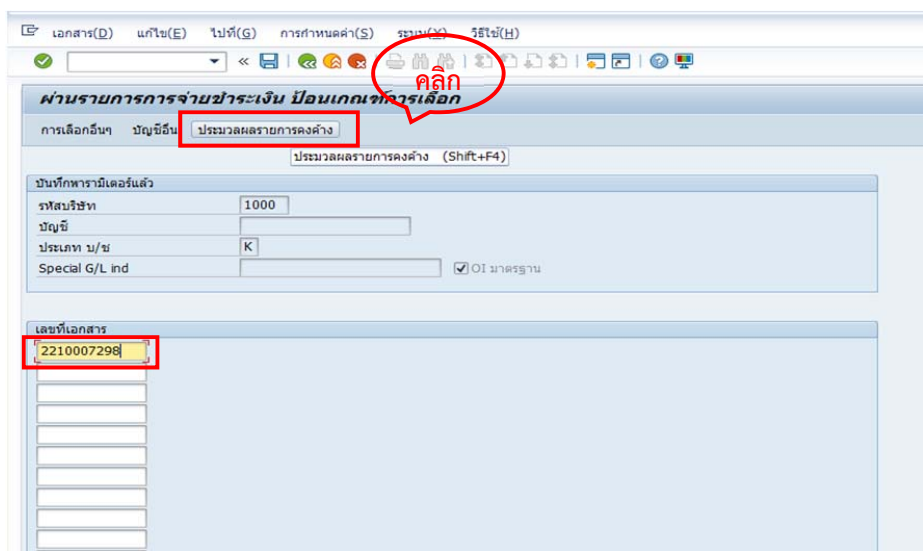 เอกสาร(D) แก้ไข(E) ไปที่(G) การกำหนดค่า(S) ระบบ(Y) วิธีใช้(H)
คลิก
ผ่านรายการการจ่ายชำระเงิน ป้อนเกณฑ์การเลือก
การเลือกอื่นๆ บัญชีอื่น ประมวลผลรายการคงค้าง
ประมวลผลรายการคงค้าง (Shift+F4)
บันทึกพารามิเตอร์แล้ว
รหัสบริษัท 1000
บัญชี
ประเภท บ/ช K
Special G/L ind OI มาตรฐาน
เลขที่เอกสาร
2210007298